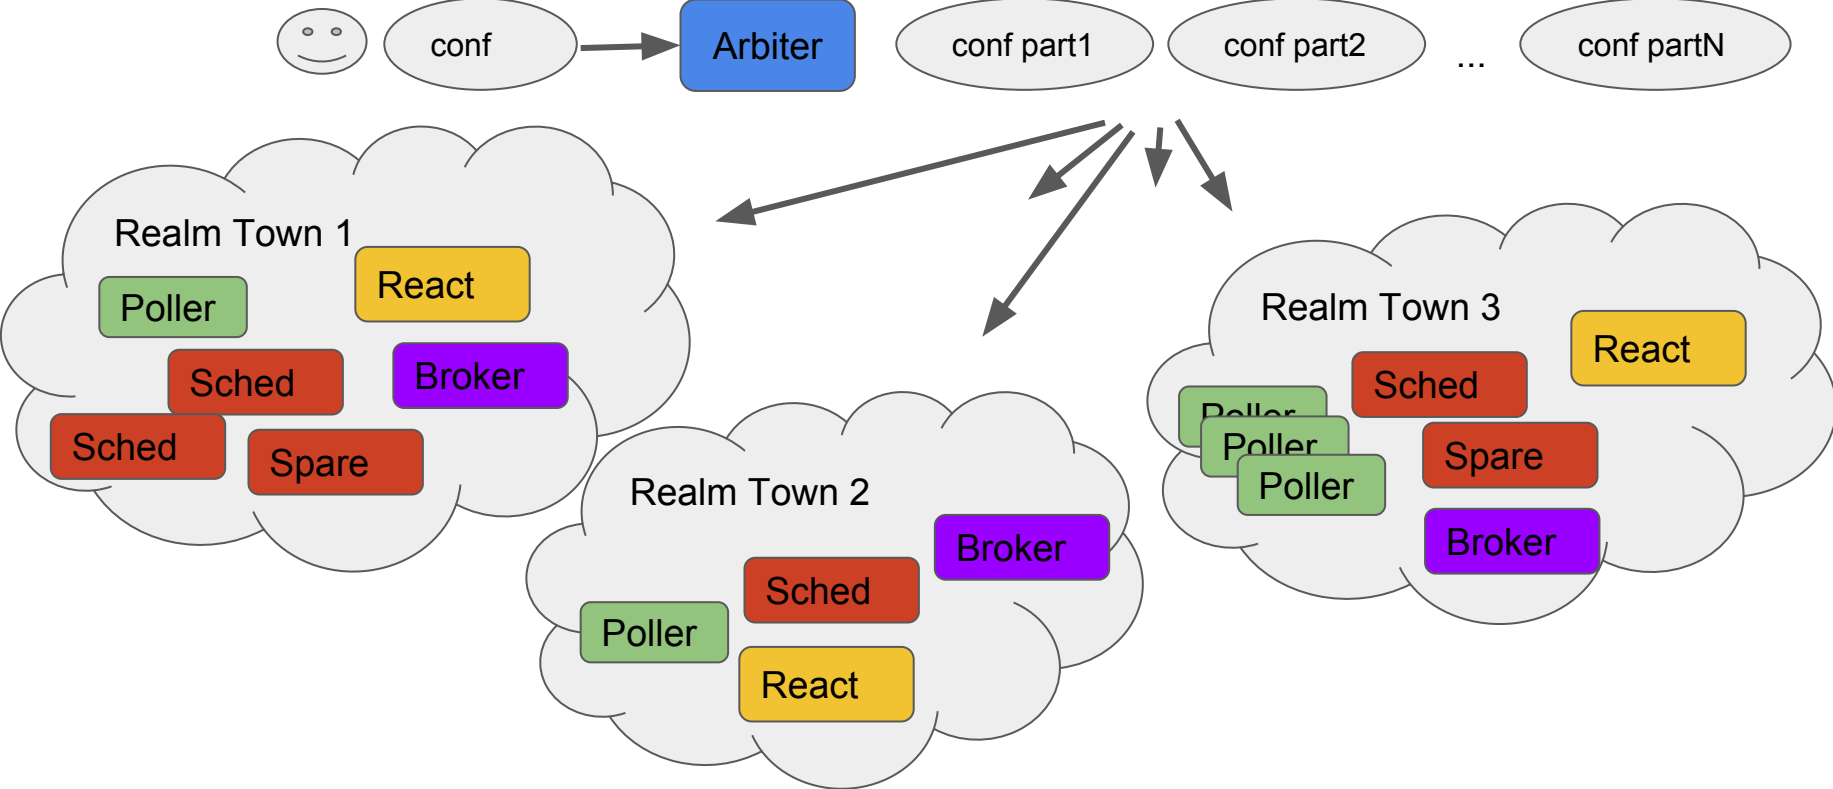 conf
Arbiter
conf part1
conf part2
...
conf partN
Realm Town 1
React
Poller
Sched
Broker
Sched
Spare
Realm Town 2
Broker
Sched
Poller
React
Realm Town 3
React
Sched
Poller
Poller
Poller
Spare
Broker